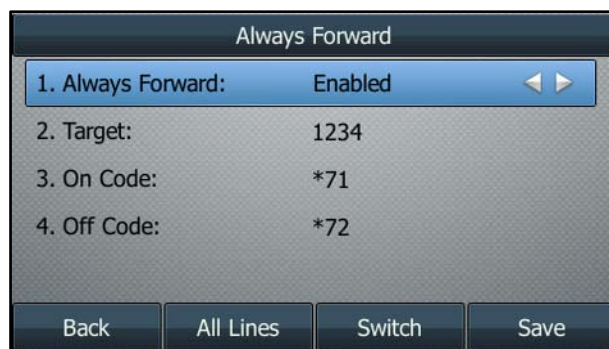 Always Forward
1. Always Forward: Enabled
2. Target: 1234
3. On Code: *71
4. Off Code: *72
Back All Lines Switch Save